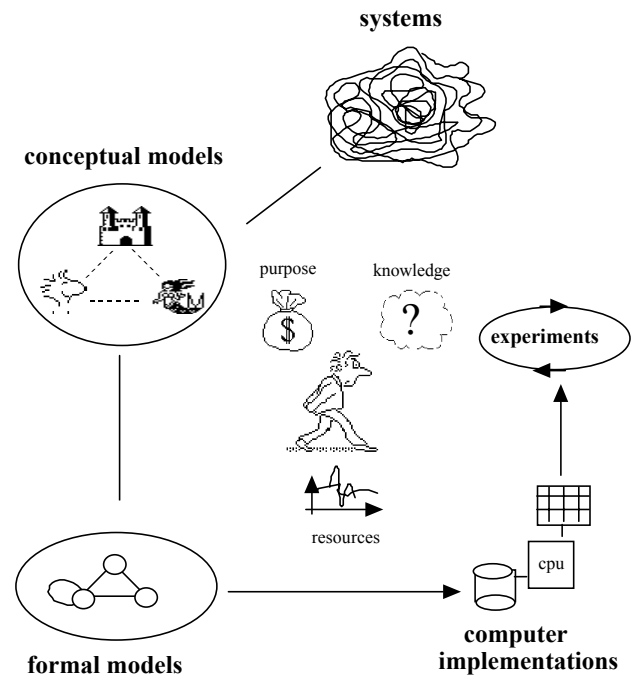 systems
conceptual models
purpose
knowledge
$
?
experiments
resources
cpu
computer
implementations
formal models